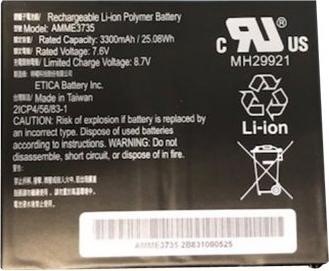 Rechargeable Li-ion Polymer Battery
Model: AMME3735
Rated Capacity: 3300mAh / 25.08Wh
Rated Voltage: 7.6V
Limited Charge Voltage: 8.7V
ETICA Battery Inc.
Made in Taiwan
2ICP4/56/83-1
CAUTION: Risk of explosion if battery is replaced by
an incorrect type. Dispose of used batteries
according to instructions. WARNING: Do not
disassemble, short circuit, or dispose in fire.
c RU US
MH29921
Li-ion
AMME3735-2B831090525